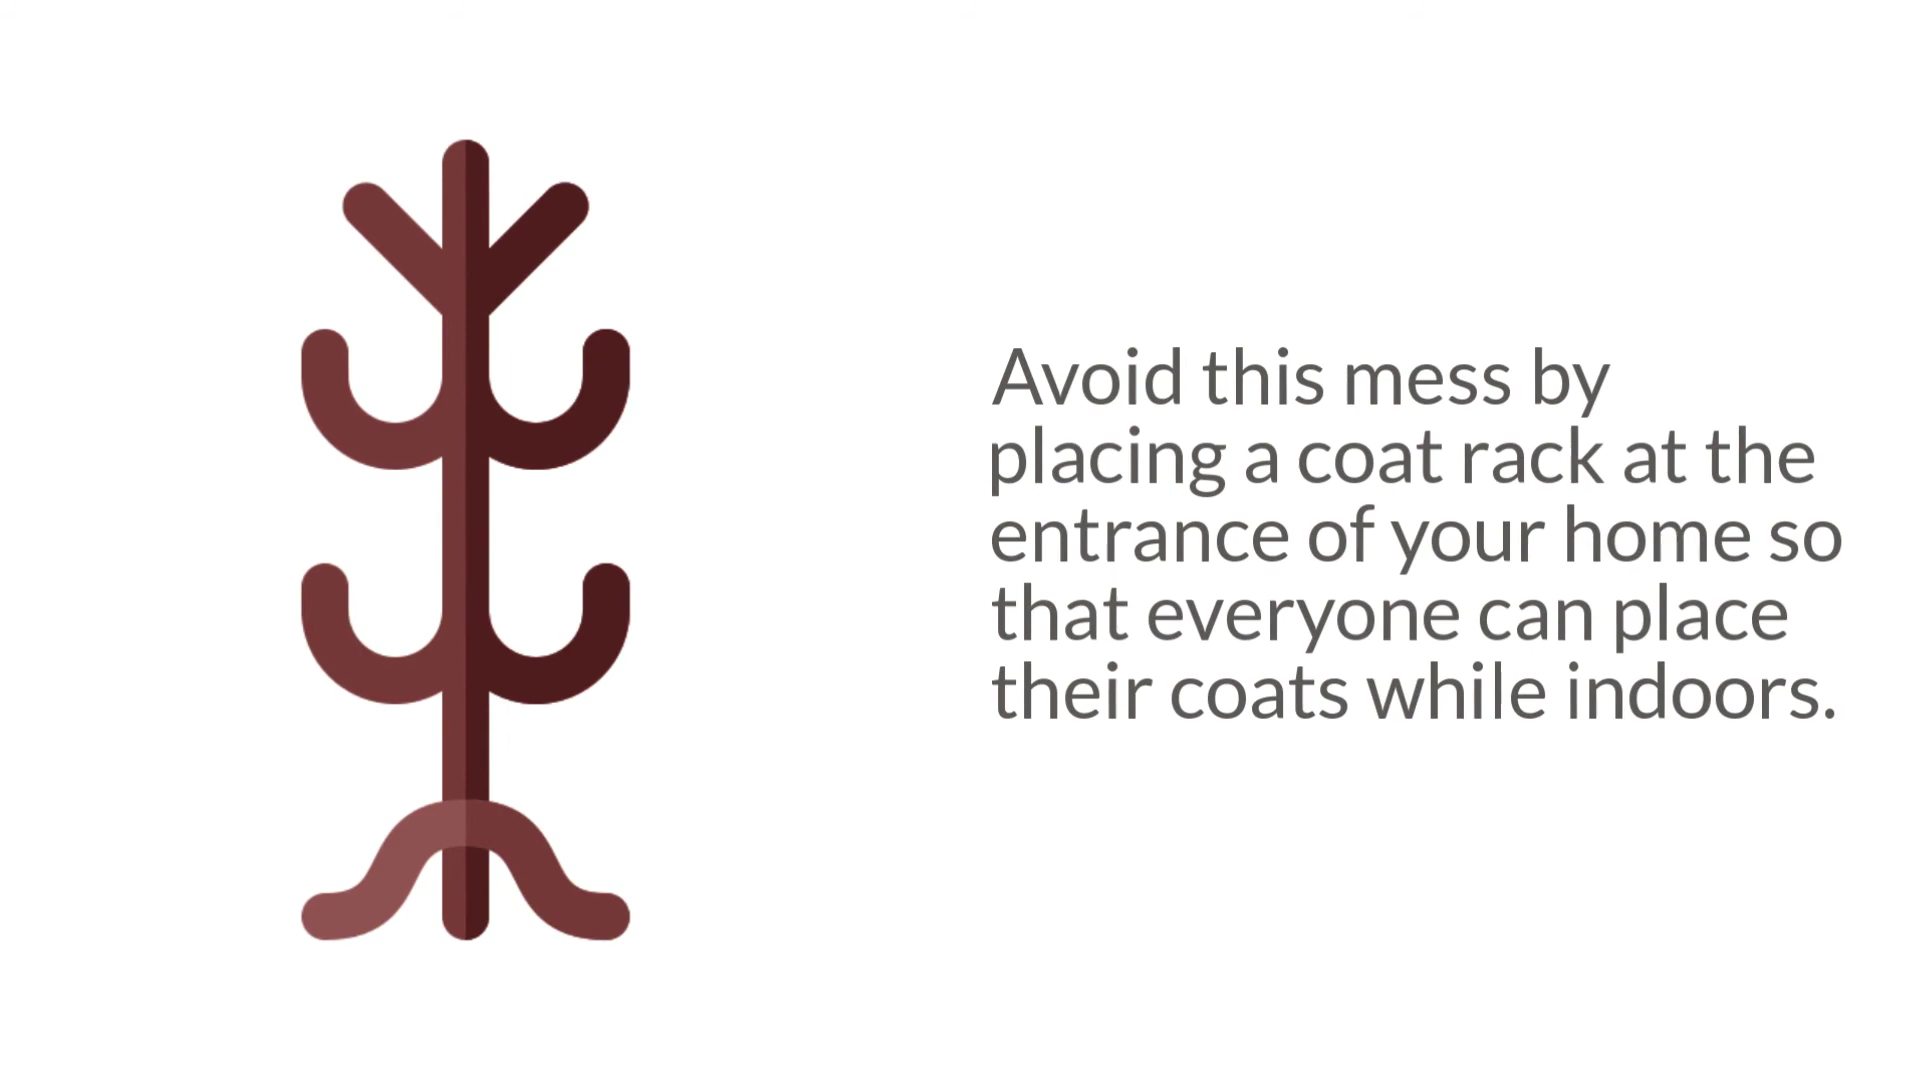 Avoid this mess by
placing a coat rack at the
entrance of your home so
that everyone can place
their coats while indoors.